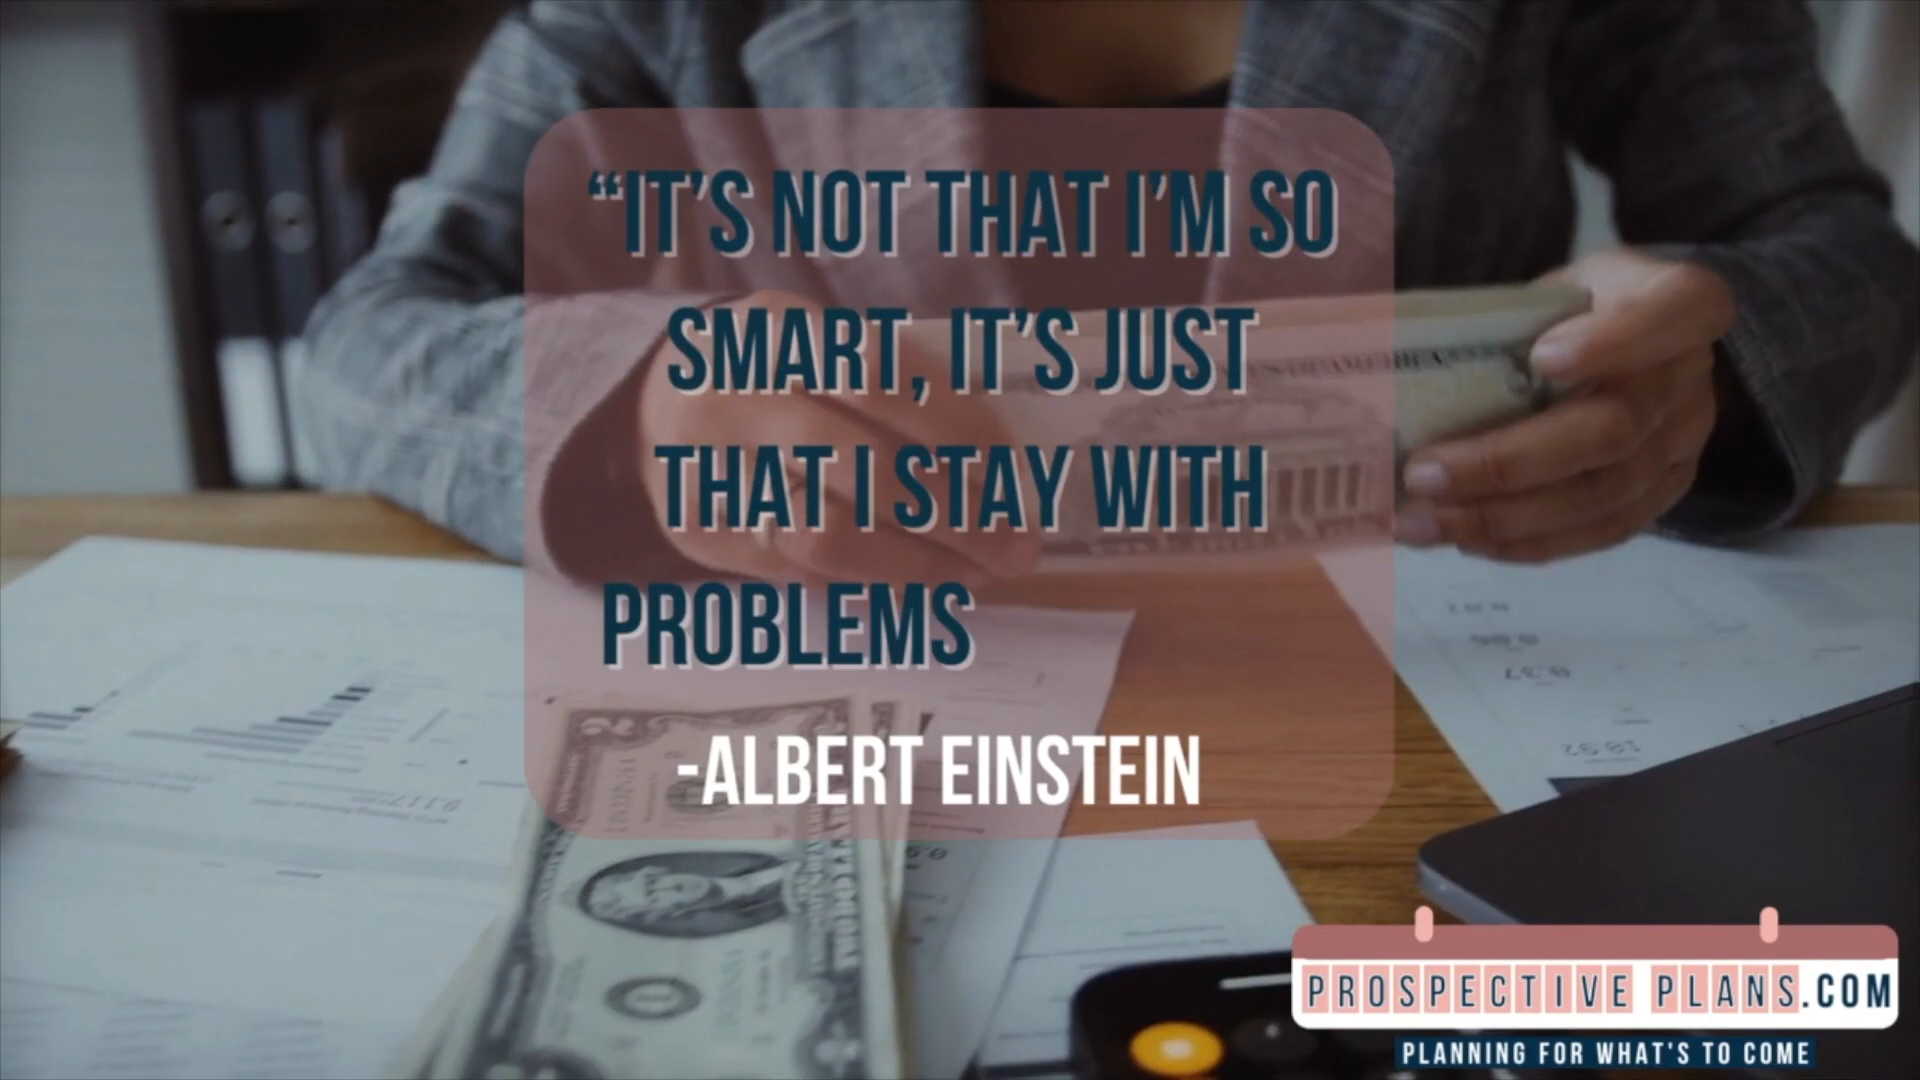 “IT’S NOT THAT I’M SO
SMART, IT’S JUST
THAT I STAY WITH
PROBLEMS
-ALBERT EINSTEIN
PROSPECTIVE PLANS.COM
PLANNING FOR WHAT'S TO COME